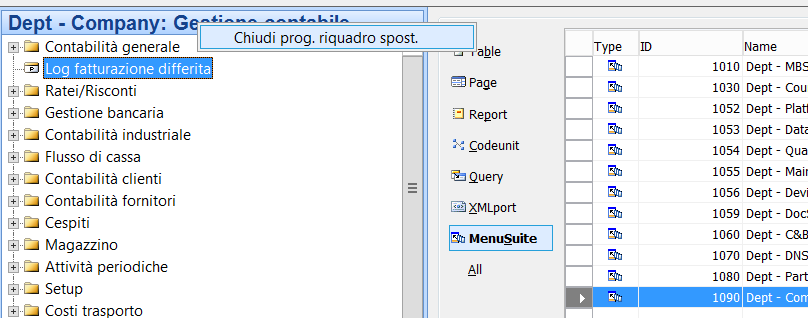 Dept - Company: Gestione contabile
Chiudi prog. riquadro spost.
Contabilità generale
Log fatturazione differita
Ratei/Risconti
Gestione bancaria
Contabilità industriale
Flusso di cassa
Contabilità clienti
Contabilità fornitori
Cespiti
Magazzino
Attività periodiche
Setup
Costi trasporto
Table
Page
Report
Codeunit
Query
XMLport
MenuSuite
All
Type ID Name
1010 Dept - MBS
1030 Dept - Cou
1052 Dept - Platf
1053 Dept - Data
1054 Dept - Qua
1055 Dept - Main
1056 Dept - Devi
1059 Dept - DocS
1060 Dept - C&B
1070 Dept - DNS
1080 Dept - Part
1090 Dept - Com